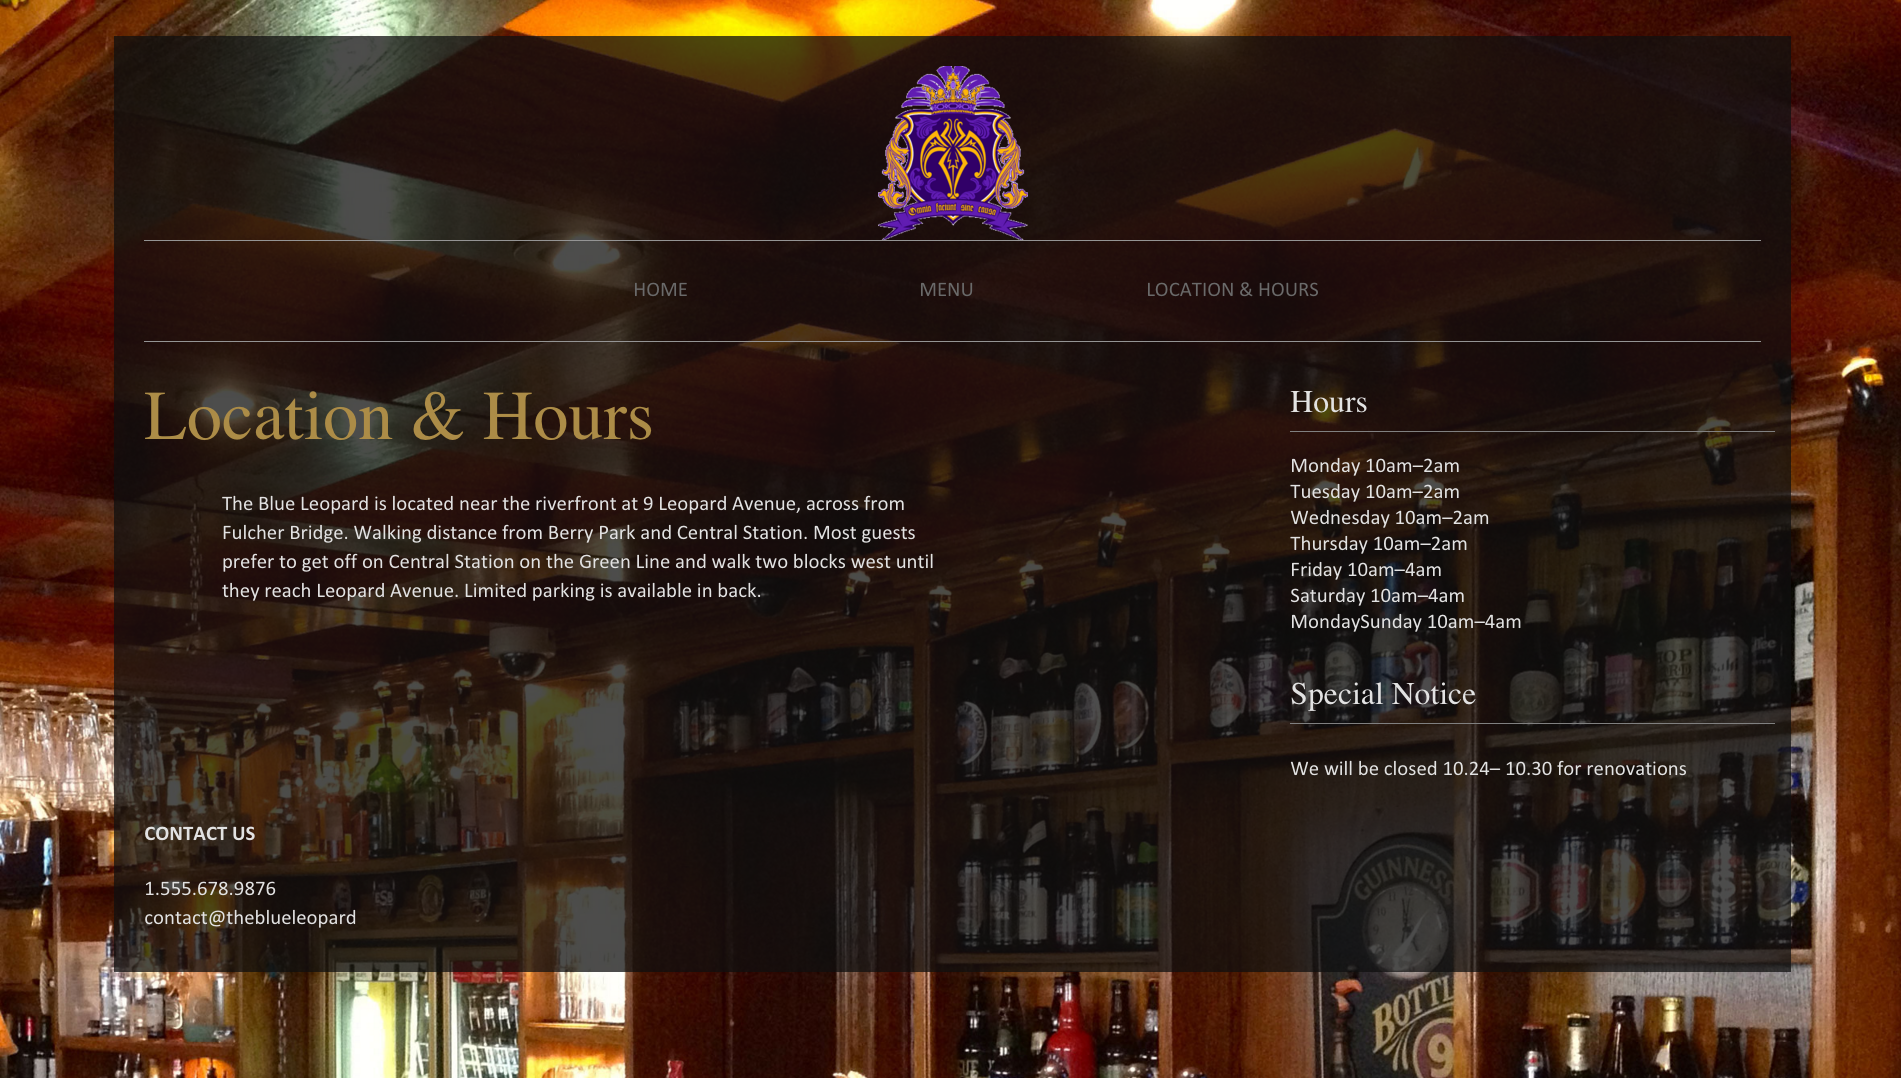 Omnia faciunt sine causa
HOME
MENU
LOCATION & HOURS
Location & Hours
The Blue Leopard is located near the riverfront at 9 Leopard Avenue, across from
Fulcher Bridge. Walking distance from Berry Park and Central Station. Most guests
prefer to get off on Central Station on the Green Line and walk two blocks west until
they reach Leopard Avenue. Limited parking is available in back.
Hours
Monday 10am–2am
Tuesday 10am–2am
Wednesday 10am–2am
Thursday 10am–2am
Friday 10am–4am
Saturday 10am–4am
MondaySunday 10am–4am
Special Notice
We will be closed 10.24– 10.30 for renovations
CONTACT US
1.555.678.9876
contact@theblueleopard
GUINNESS
BOTTL
9